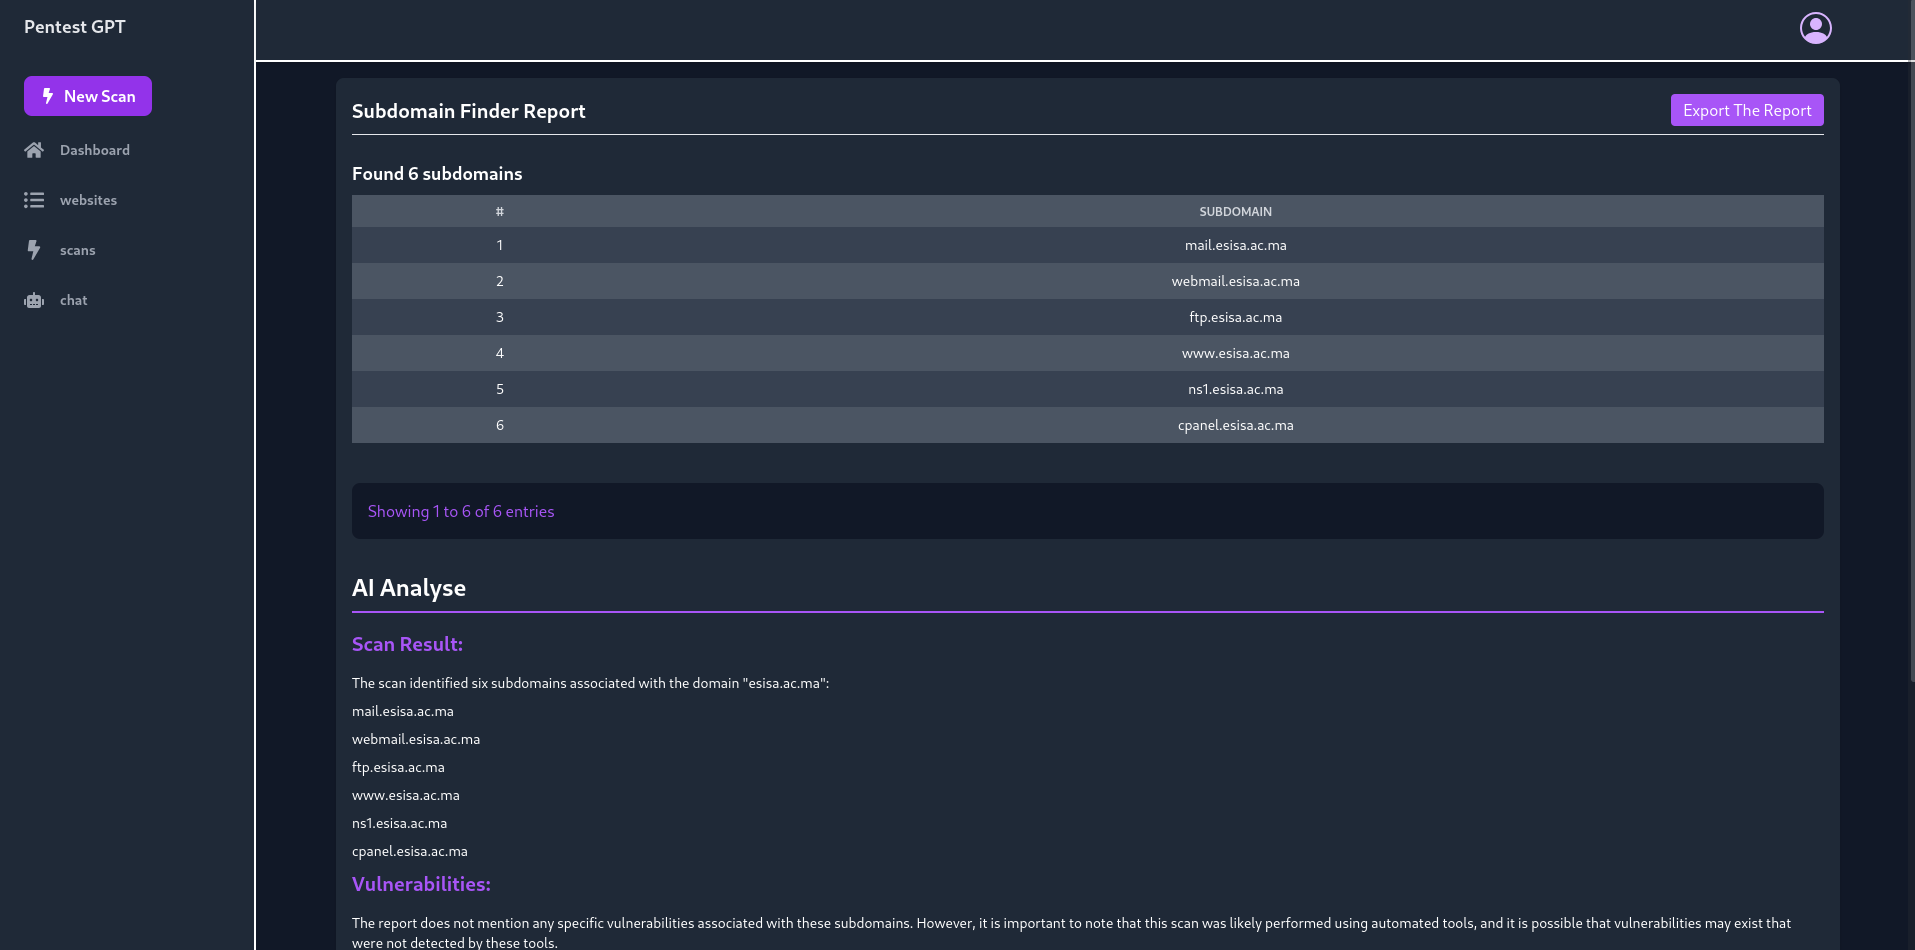 Pentest GPT
New Scan
Dashboard
websites
scans
chat
Subdomain Finder Report
Export The Report
Found 6 subdomains
# SUBDOMAIN
1 mail.esisa.ac.ma
2 webmail.esisa.ac.ma
3 ftp.esisa.ac.ma
4 www.esisa.ac.ma
5 ns1.esisa.ac.ma
6 cpanel.esisa.ac.ma
Showing 1 to 6 of 6 entries
AI Analyse
Scan Result:
The scan identified six subdomains associated with the domain "esisa.ac.ma":
mail.esisa.ac.ma
webmail.esisa.ac.ma
ftp.esisa.ac.ma
www.esisa.ac.ma
ns1.esisa.ac.ma
cpanel.esisa.ac.ma
Vulnerabilities:
The report does not mention any specific vulnerabilities associated with these subdomains. However, it is important to note that this scan was likely performed using automated tools, and it is possible that vulnerabilities may exist that
were not detected by these tools.